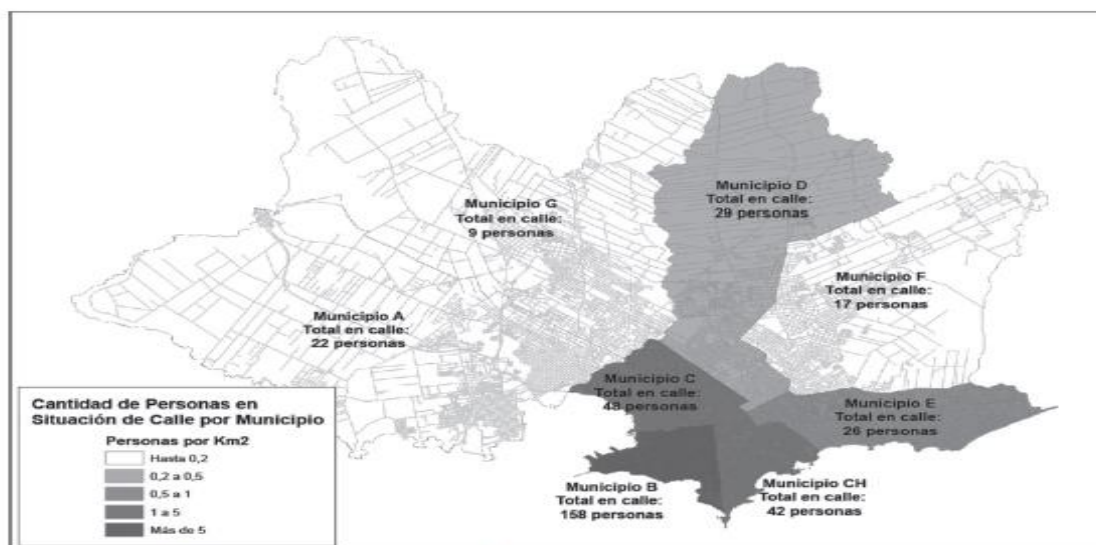 Municipio D
Total en calle:
29 personas
Municipio G
Total en calle:
9 personas
Municipio F
Total en calle:
17 personas
Municipio A
Total en calle:
22 personas
Municipio C
Total en calle:
48 personas
Municipio E
Total en calle:
26 personas
Municipio B
Total en calle:
158 personas
Municipio CH
Total en calle:
42 personas
Cantidad de Personas en
Situación de Calle por Municipio
Personas por Km2
Hasta 0,2
0,2 a 0,5
0,5 a 1
1 a 5
Más de 5